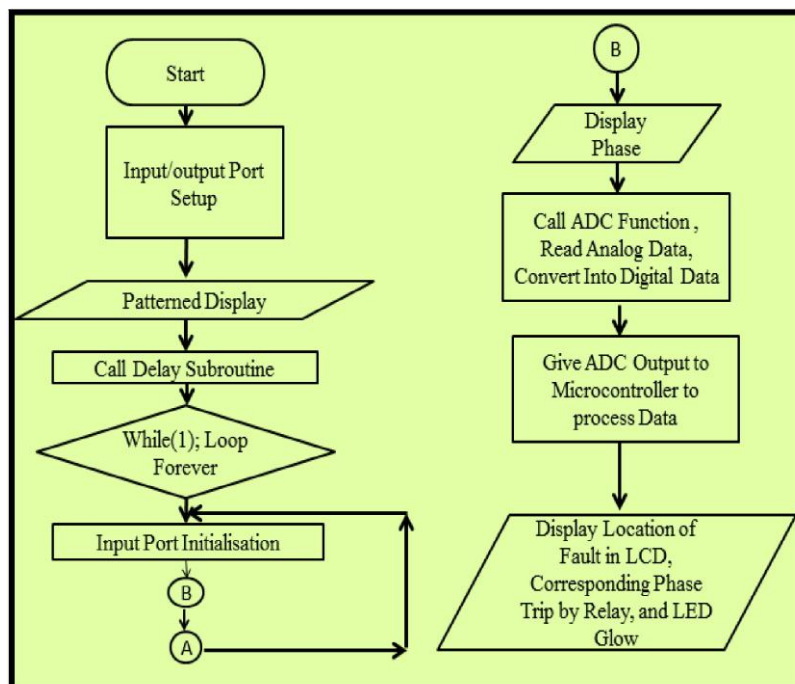 Start
Input/output Port
Setup
Patterned Display
Call Delay Subroutine
While(1); Loop
Forever
Input Port Initialisation
B
A
B
Display
Phase
Call ADC Function ,
Read Analog Data,
Convert Into Digital Data
Give ADC Output to
Microcontroller to
process Data
Display Location of
Fault in LCD,
Corresponding Phase
Trip by Relay, and LED
Glow